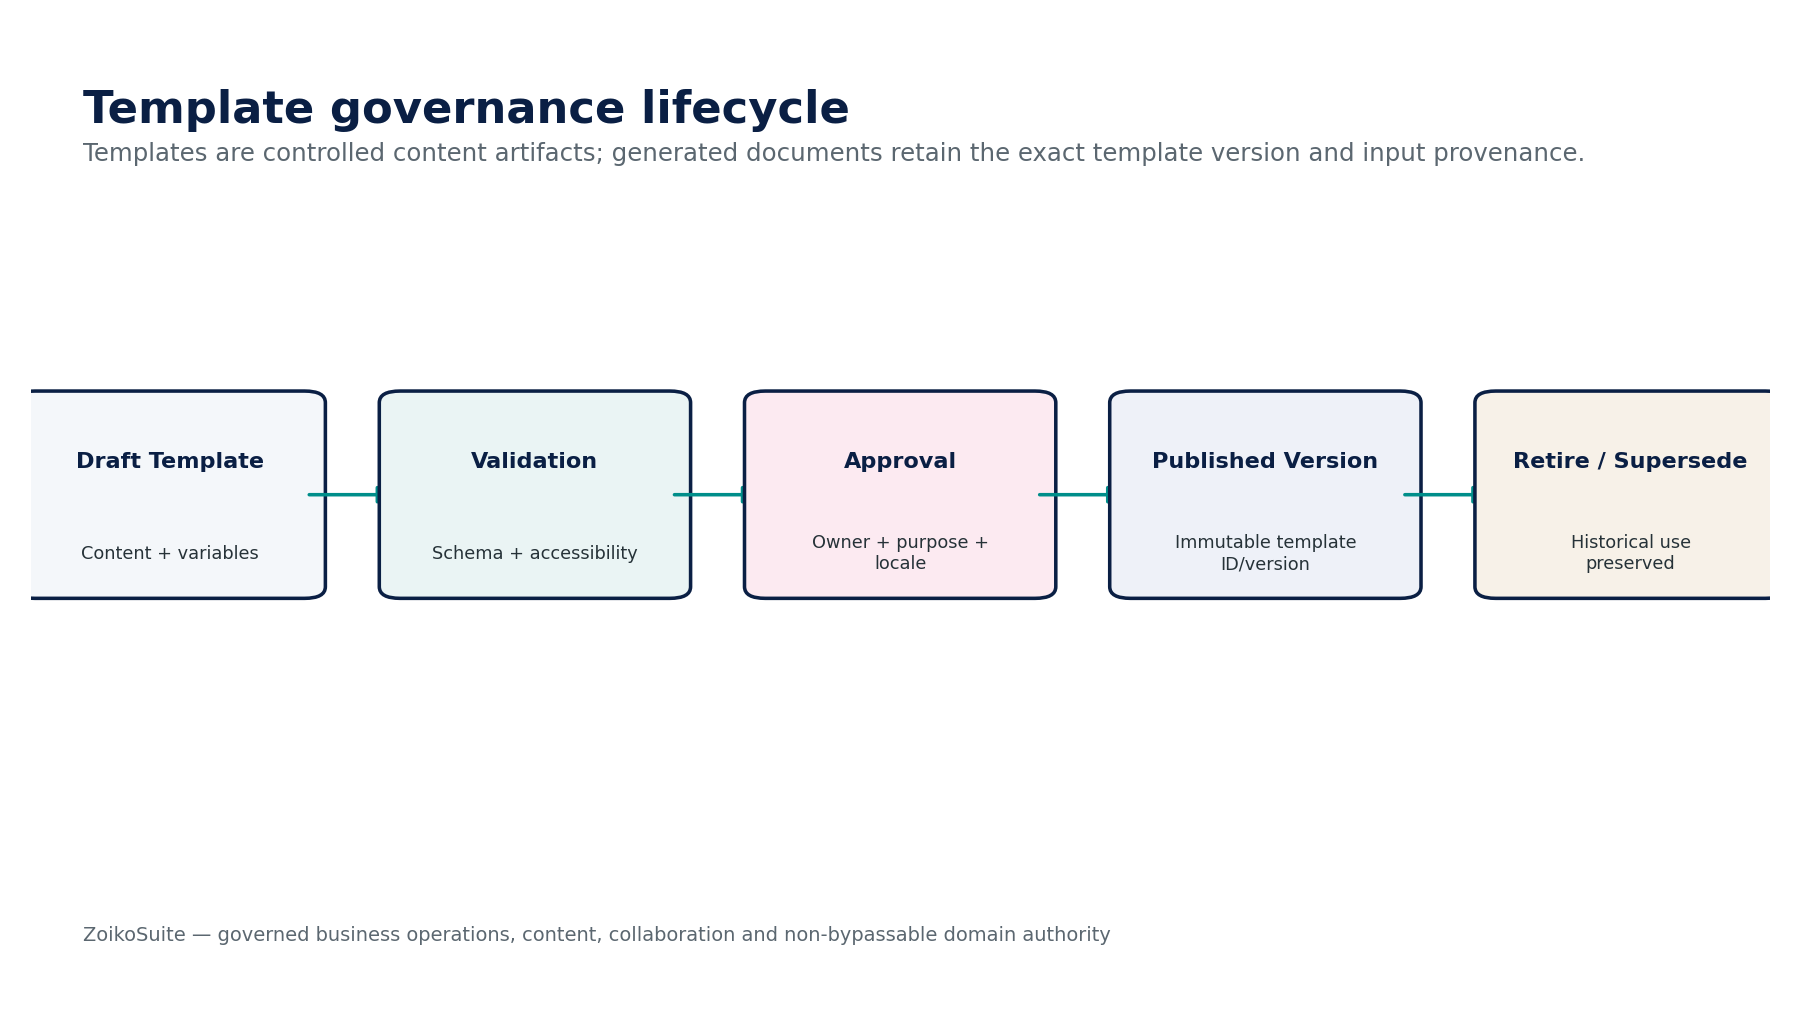 Template governance lifecycle
Templates are controlled content artifacts; generated documents retain the exact template version and input provenance.
Draft Template
Content + variables
Validation
Schema + accessibility
Approval
Owner + purpose +
locale
Published Version
Immutable template
ID/version
Retire / Supersede
Historical use
preserved
ZoikoSuite — governed business operations, content, collaboration and non-bypassable domain authority